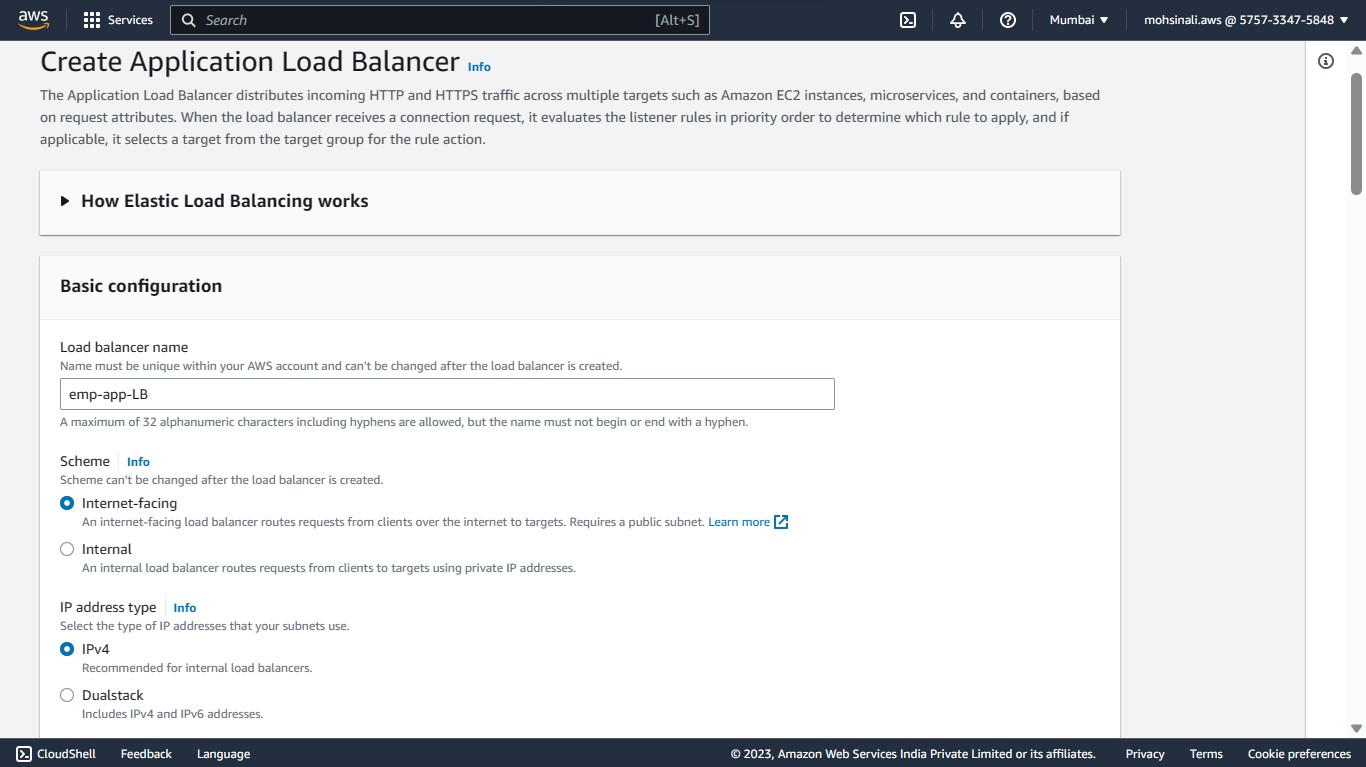 aws
Services
Search
[Alt+S]
Mumbai
mohsinali.aws @ 5757-3347-5848
Create Application Load Balancer Info
The Application Load Balancer distributes incoming HTTP and HTTPS traffic across multiple targets such as Amazon EC2 instances, microservices, and containers, based
on request attributes. When the load balancer receives a connection request, it evaluates the listener rules in priority order to determine which rule to apply, and if
applicable, it selects a target from the target group for the rule action.
How Elastic Load Balancing works
Basic configuration
Load balancer name
Name must be unique within your AWS account and can't be changed after the load balancer is created.
emp-app-LB
A maximum of 32 alphanumeric characters including hyphens are allowed, but the name must not begin or end with a hyphen.
Scheme Info
Scheme can't be changed after the load balancer is created.
Internet-facing
An internet-facing load balancer routes requests from clients over the internet to targets. Requires a public subnet. Learn more
Internal
An internal load balancer routes requests from clients to targets using private IP addresses.
IP address type Info
Select the type of IP addresses that your subnets use.
IPv4
Recommended for internal load balancers.
Dualstack
Includes IPv4 and IPv6 addresses.
CloudShell
Feedback
Language
© 2023, Amazon Web Services India Private Limited or its affiliates.
Privacy
Terms
Cookie preferences